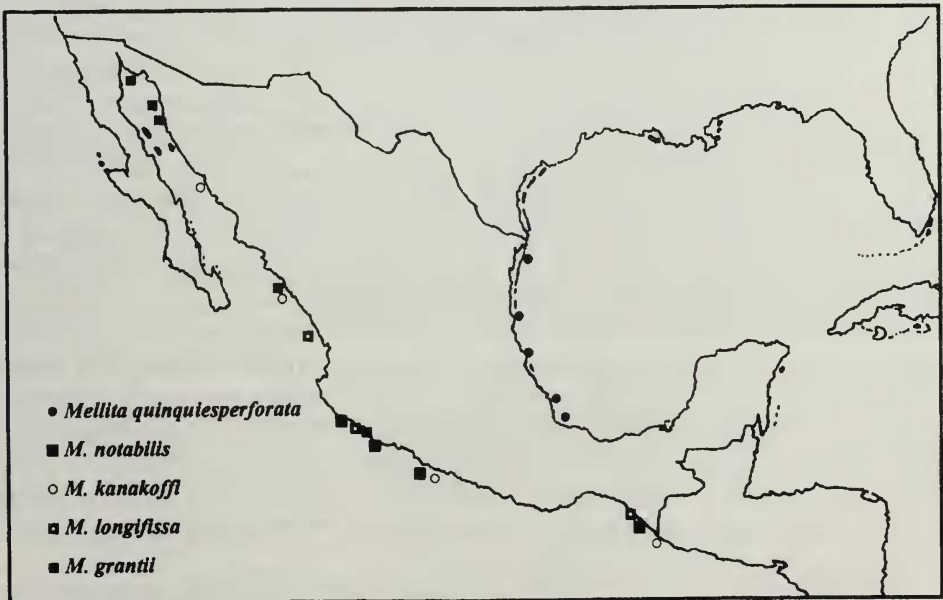 Mellita quinquiesperforata
M. notabilis
M. kanakoffi
M. longifissa
M. grantii